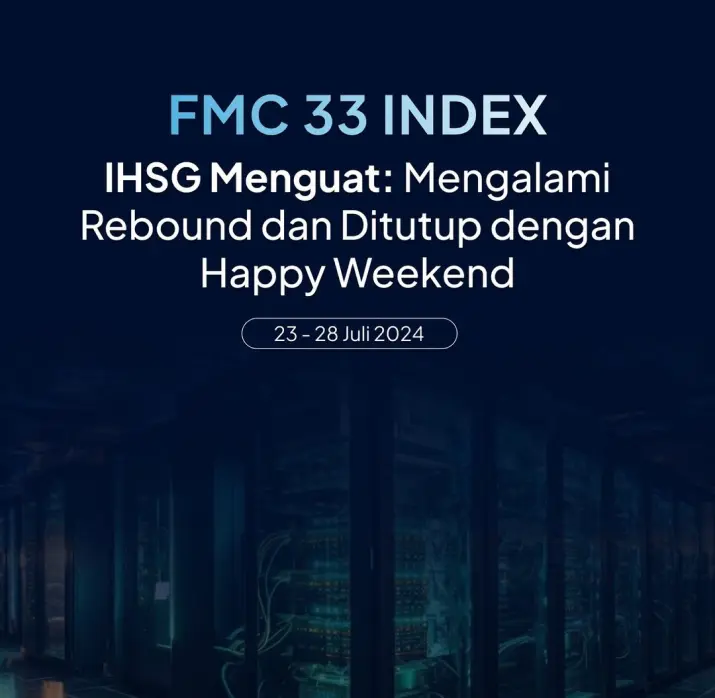 FMC 33 INDEX
IHSG Menguat: Mengalami
Rebound dan Ditutup dengan
Happy Weekend
23 - 28 Juli 2024